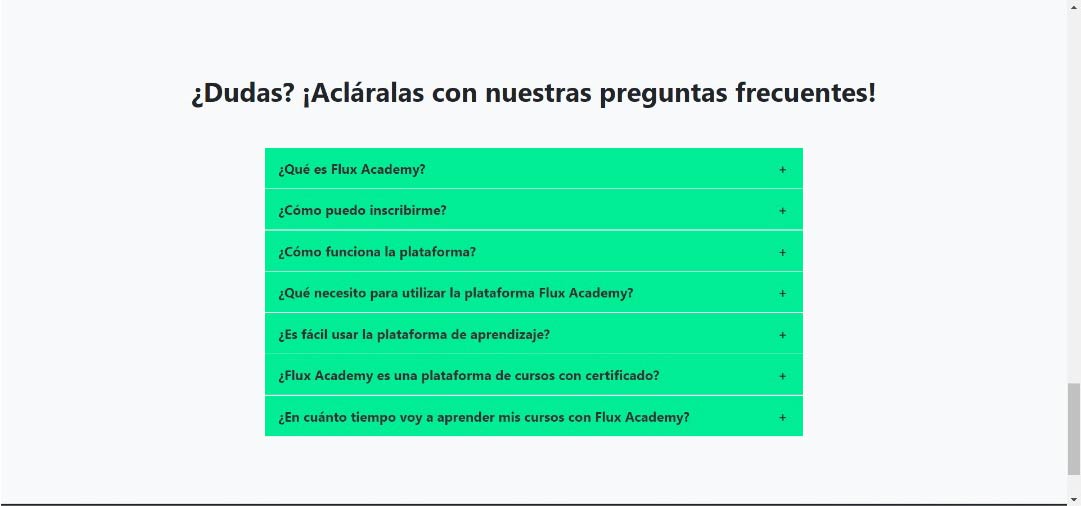 ¿Dudas? ¡Acláralas con nuestras preguntas frecuentes!
¿Qué es Flux Academy? +
¿Cómo puedo inscribirme? +
¿Cómo funciona la plataforma? +
¿Qué necesito para utilizar la plataforma Flux Academy? +
¿Es fácil usar la plataforma de aprendizaje? +
¿Flux Academy es una plataforma de cursos con certificado? +
¿En cuánto tiempo voy a aprender mis cursos con Flux Academy? +